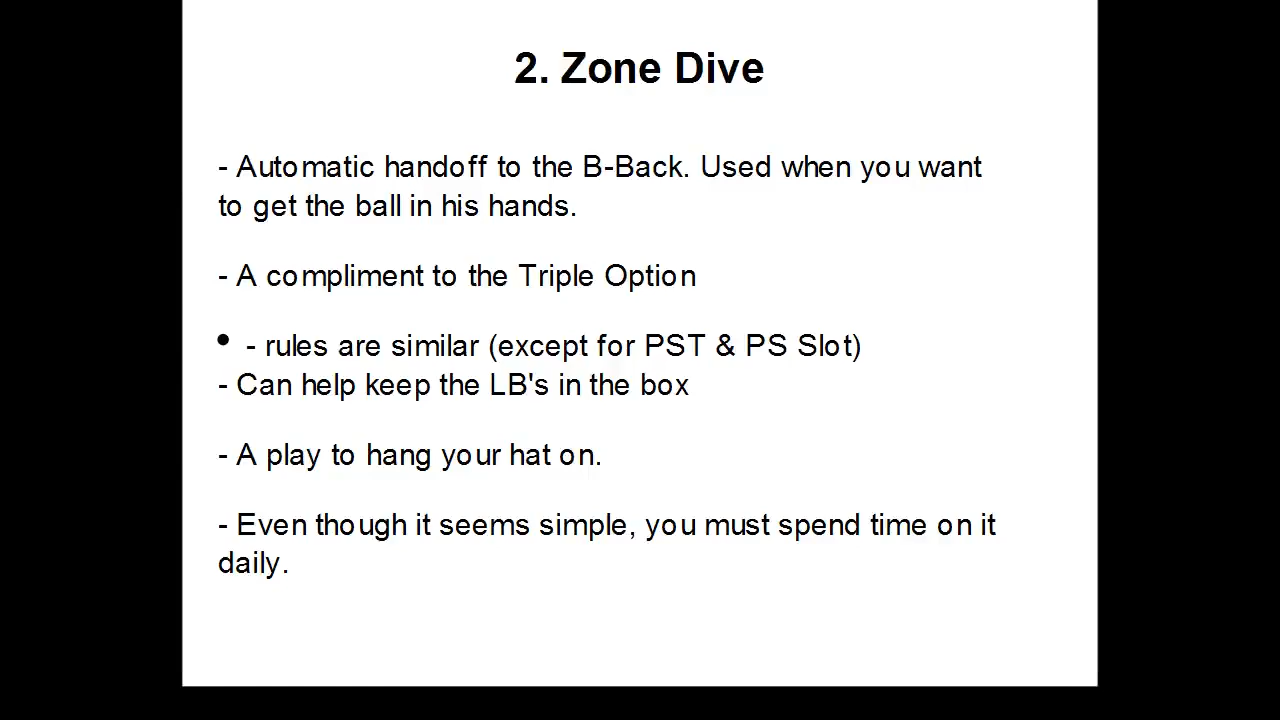 2. Zone Dive
- Automatic handoff to the B-Back. Used when you want
to get the ball in his hands.
- A compliment to the Triple Option
• - rules are similar (except for PST & PS Slot)
- Can help keep the LB's in the box
- A play to hang your hat on.
- Even though it seems simple, you must spend time on it
daily.